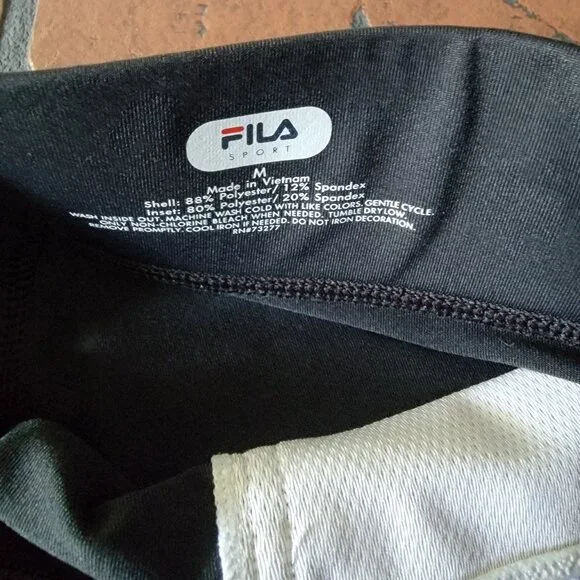 FILA
SPORT
M
Made in Vietnam
Shell: 88% Polyester/ 12% Spandex
Inset: 80% Polyester/ 20% Spandex
WASH INSIDE OUT. MACHINE WASH COLD WITH LIKE COLORS. GENTLE CYCLE.
ONLY NON-CHLORINE BLEACH WHEN NEEDED. TUMBLE DRY LOW.
REMOVE PROMPTLY. COOL IRON IF NEEDED. DO NOT IRON DECORATION.
RN#73277